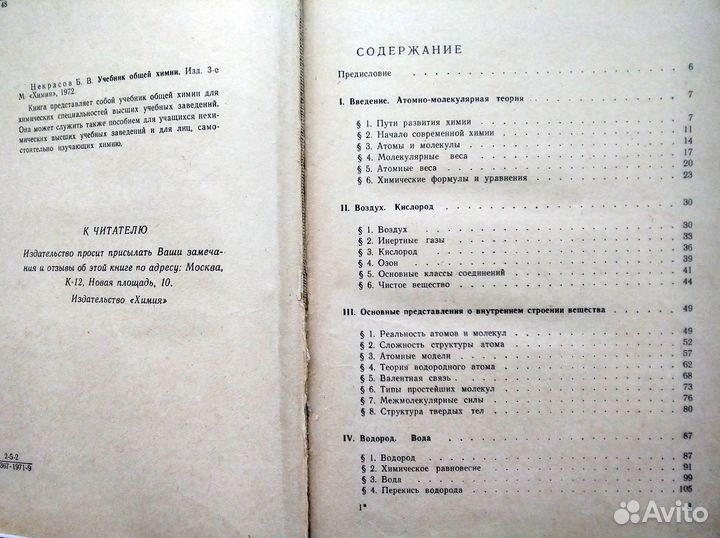 65
Некрасов Б. В. Учебник общей химии. Изд. 3-е
М. «Химия», 1972.
Книга представляет собой учебник общей химии для
химических специальностей высших учебных заведений.
Она может служить также пособием для учащихся нехи-
мических высших учебных заведений и для лиц, само-
стоятельно изучающих химию.
К ЧИТАТЕЛЮ
Издательство просит присылать Ваши замеча-
ния и отзывы об этой книге по адресу: Москва,
К-12, Новая площадь, 10.
Издательство «Химия»
2-5-2
367-1971-9
СОДЕРЖАНИЕ
Предисловие 6
I. Введение. Атомно-молекулярная теория 7
§ 1. Пути развития химии 7
§ 2. Начало современной химии 11
§ 3. Атомы и молекулы 14
§ 4. Молекулярные веса 17
§ 5. Атомные веса 20
§ 6. Химические формулы и уравнения 23
II. Воздух. Кислород 30
§ 1. Воздух 30
§ 2. Инертные газы 33
§ 3. Кислород 36
§ 4. Озон 39
§ 5. Основные классы соединений 41
§ 6. Чистое вещество 44
III. Основные представления о внутреннем строении вещества 49
§ 1. Реальность атомов и молекул 49
§ 2. Сложность структуры атома 52
§ 3. Атомные модели 57
§ 4. Теория водородного атома 62
§ 5. Валентная связь 68
§ 6. Типы простейших молекул 73
§ 7. Межмолекулярные силы 76
§ 8. Структура твердых тел 80
IV. Водород. Вода 87
§ 1. Водород 87
§ 2. Химическое равновесие 91
§ 3. Вода 99
§ 4. Перекись водорода 105
1*
Avito